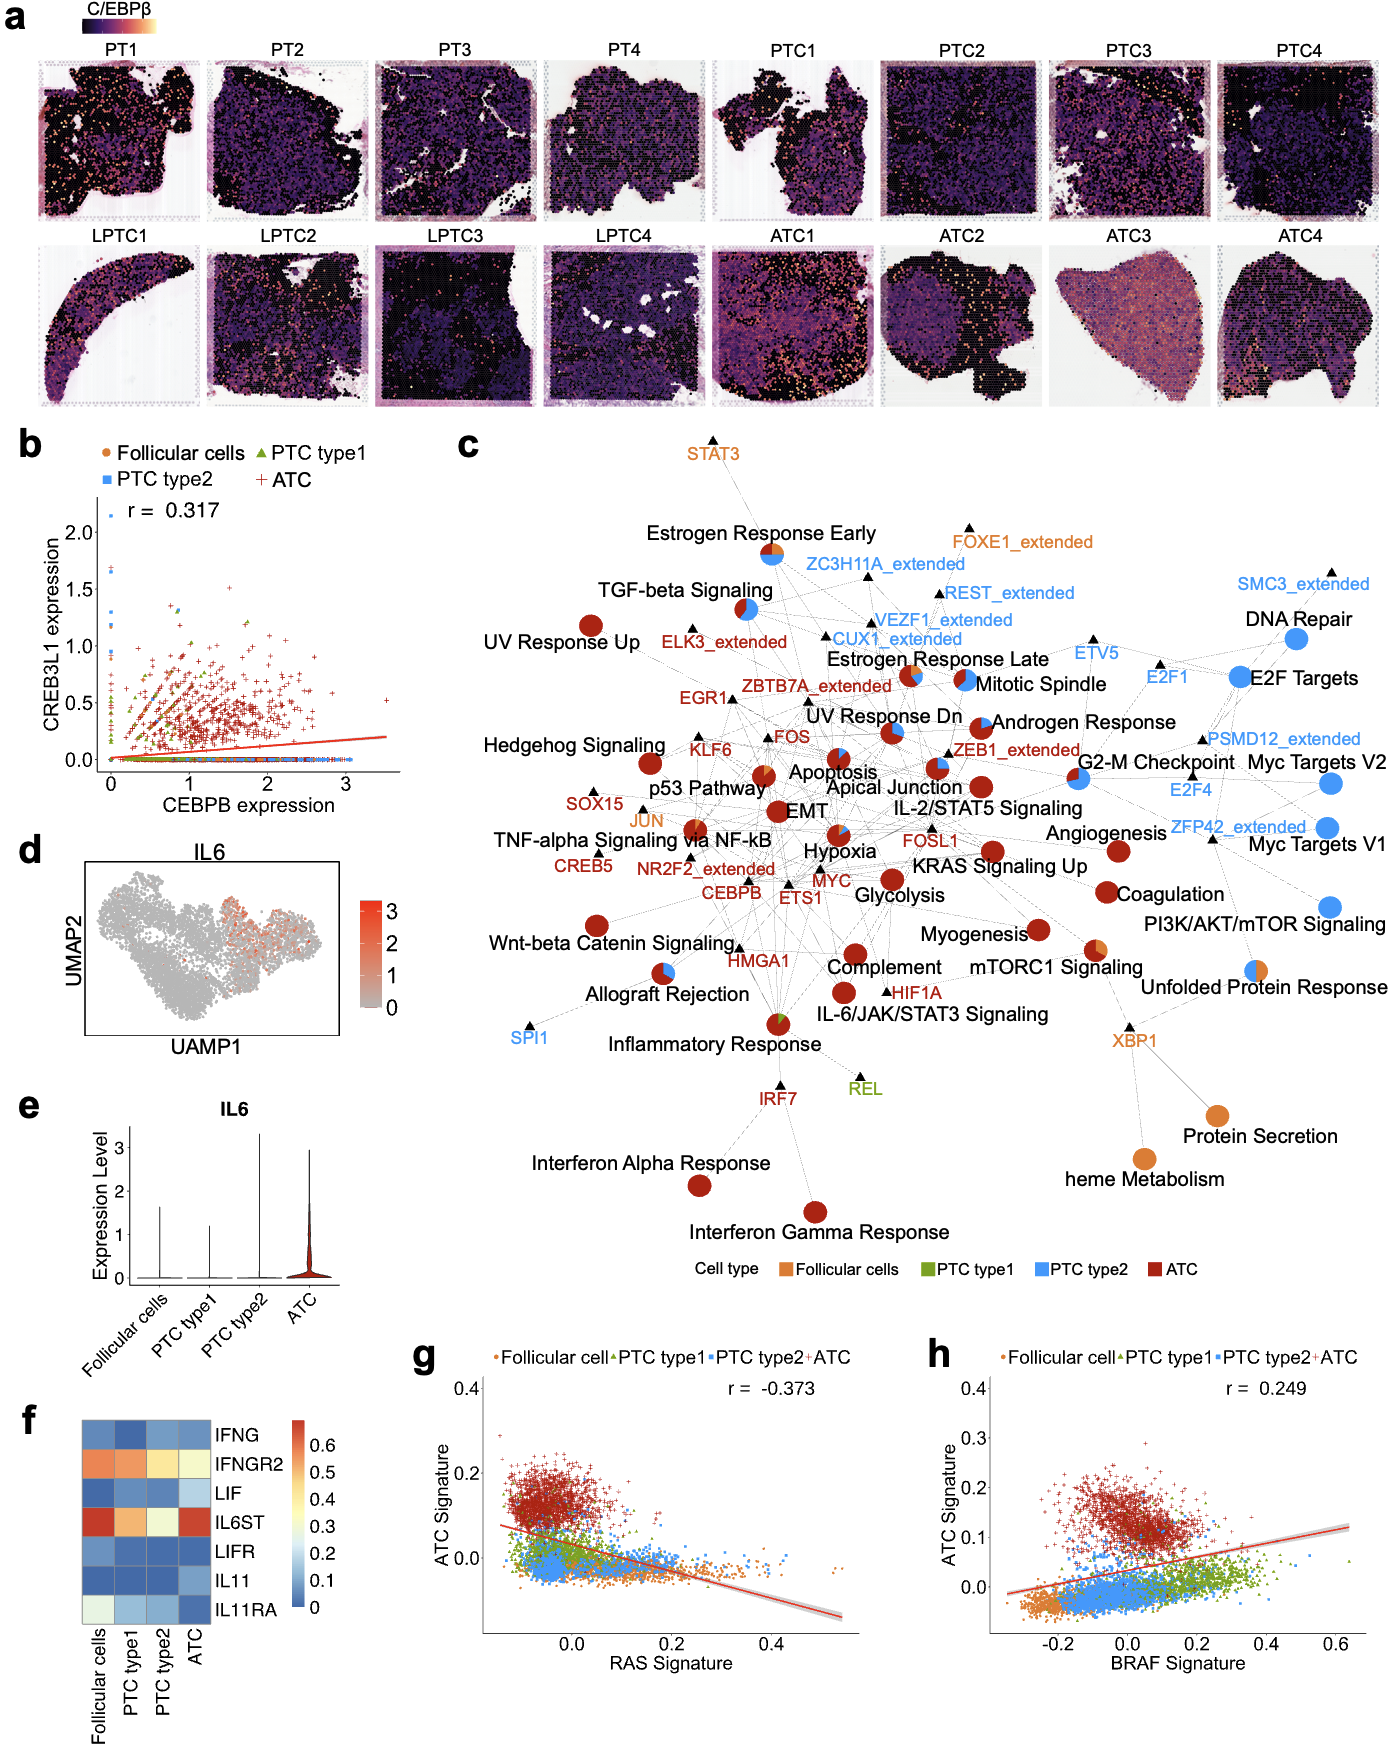 a
C/EBPβ
PT1 PT2 PT3 PT4 PTC1 PTC2 PTC3 PTC4
LPTC1 LPTC2 LPTC3 LPTC4 ATC1 ATC2 ATC3 ATC4
b
Follicular cells PTC type1
PTC type2 ATC
r = 0.317
CREB3L1 expression
2.0
1.5
1.0
0.5
0.0
0 1 2 3
CEBPB expression
c
STAT3
Estrogen Response Early
FOXE1_extended
ZC3H11A_extended
SMC3_extended
TGF-beta Signaling
REST_extended
DNA Repair
VEZF1_extended
UV Response Up
ELK3_extended
CUX1_extended
ETV5
Estrogen Response Late
E2F1
E2F Targets
ZBTB7A_extended
Mitotic Spindle
EGR1
UV Response Dn
Androgen Response
Hedgehog Signaling
KLF6
FOS
ZEB1_extended
PSMD12_extended
G2-M Checkpoint
Myc Targets V2
Apoptosis
p53 Pathway
Apical Junction
E2F4
SOX15
JUN
EMT
IL-2/STAT5 Signaling
ZFP42_extended
TNF-alpha Signaling via NF-kB
Hypoxia
FOSL1
Angiogenesis
Myc Targets V1
CREB5
NR2F2_extended
KRAS Signaling Up
MYC
CEBPB
ETS1
Glycolysis
Coagulation
PI3K/AKT/mTOR Signaling
Wnt-beta Catenin Signaling
Myogenesis
HMGA1
Complement
mTORC1 Signaling
Allograft Rejection
HIF1A
Unfolded Protein Response
IL-6/JAK/STAT3 Signaling
SPI1
Inflammatory Response
XBP1
REL
IRF7
Protein Secretion
Interferon Alpha Response
heme Metabolism
Interferon Gamma Response
Cell type Follicular cells PTC type1 PTC type2 ATC
d
IL6
UMAP2
UAMP1
3
2
1
0
e
IL6
Expression Level
3
2
1
0
Follicular cells
PTC type1
PTC type2
ATC
f
IFNG
IFNGR2
LIF
IL6ST
LIFR
IL11
IL11RA
0.6
0.5
0.4
0.3
0.2
0.1
0
Follicular cells
PTC type1
PTC type2
ATC
g
Follicular cell PTC type1 PTC type2 ATC
r = -0.373
ATC Signature
0.4
0.2
0.0
0.0 0.2 0.4
RAS Signature
h
Follicular cell PTC type1 PTC type2 ATC
r = 0.249
ATC Signature
0.4
0.3
0.2
0.1
0.0
-0.2 0.0 0.2 0.4 0.6
BRAF Signature